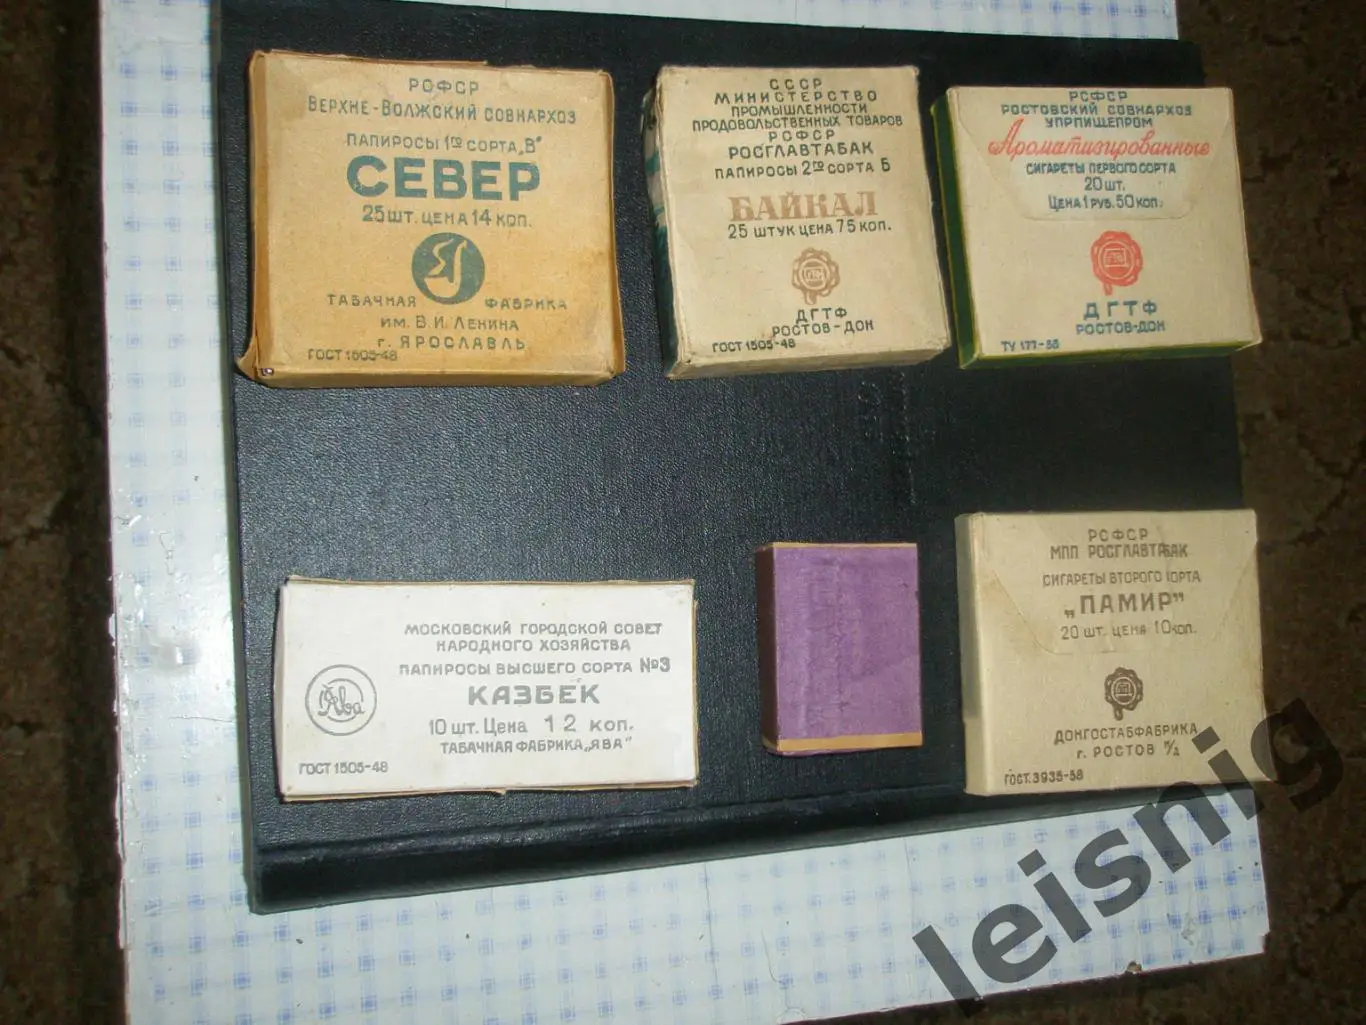 РСФСР
ВЕРХНЕ-ВОЛЖСКИЙ СОВНАРХОЗ
ПАПИРОСЫ 1го СОРТА „В"
СЕВЕР
25 ШТ. ЦЕНА 14 КОП.
ТАБАЧНАЯ ФАБРИКА
ИМ. В.И. ЛЕНИНА
г. ЯРОСЛАВЛЬ
ГОСТ 1505-48
СССР
МИНИСТЕРСТВО
ПРОМЫШЛЕННОСТИ
ПРОДОВОЛЬСТВЕННЫХ ТОВАРОВ
РСФСР
РОСГЛАВТАБАК
ПАПИРОСЫ 2го СОРТА Б
БАЙКАЛ
25 ШТУК ЦЕНА 75 КОП.
ДГТФ
РОСТОВ-ДОН
ГОСТ 1505-48
РСФСР
РОСТОВСКИЙ СОВНАРХОЗ
УПРПИЩЕПРОМ
Ароматизированные
СИГАРЕТЫ ПЕРВОГО СОРТА
20 ШТ.
ЦЕНА 1 РУБ. 50 КОП.
ДГТФ
РОСТОВ-ДОН
ТУ 177-58
МОСКОВСКИЙ ГОРОДСКОЙ СОВЕТ
НАРОДНОГО ХОЗЯЙСТВА
ПАПИРОСЫ ВЫСШЕГО СОРТА №3
Ява
КАЗБЕК
10 шт. Цена 12 коп.
ТАБАЧНАЯ ФАБРИКА „ЯВА"
ГОСТ 1505-48
РСФСР
МПП РОСГЛАВТАБАК
СИГАРЕТЫ ВТОРОГО СОРТА
„ПАМИР"
20 ШТ. ЦЕНА 10 КОП.
ДОНГОСТАБФАБРИКА
г. РОСТОВ н/д
ГОСТ. 3935-58
leisnig